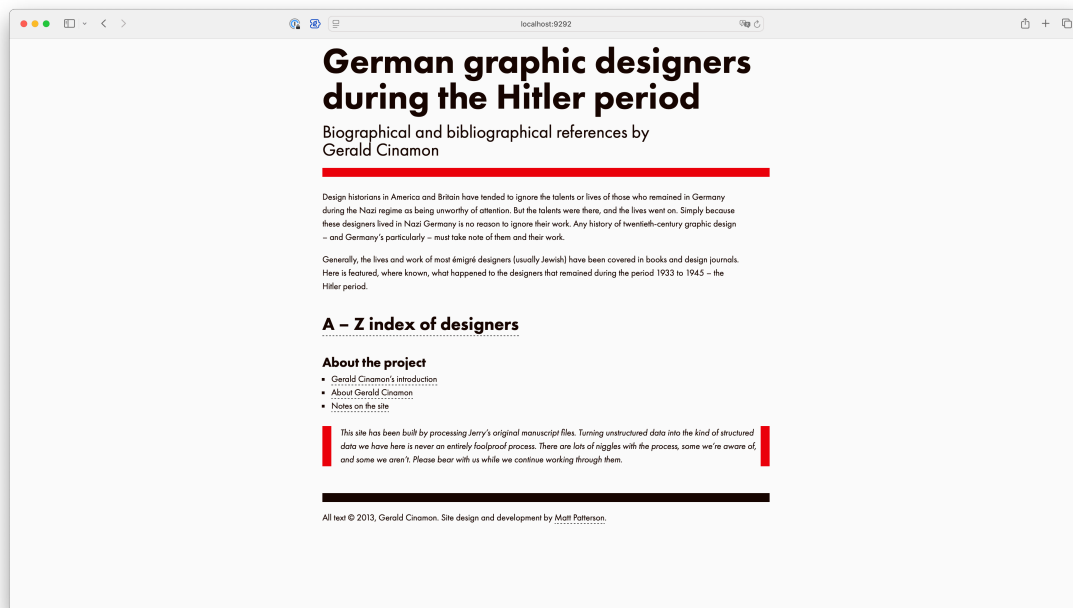 localhost:9292
German graphic designers
during the Hitler period
Biographical and bibliographical references by
Gerald Cinamon
Design historians in America and Britain have tended to ignore the talents or lives of those who remained in Germany
during the Nazi regime as being unworthy of attention. But the talents were there, and the lives went on. Simply because
these designers lived in Nazi Germany is no reason to ignore their work. Any history of twentieth-century graphic design
– and Germany’s particularly – must take note of them and their work.
Generally, the lives and work of most émigré designers (usually Jewish) have been covered in books and design journals.
Here is featured, where known, what happened to the designers that remained during the period 1933 to 1945 – the
Hitler period.
A – Z index of designers
About the project
Gerald Cinamon’s introduction
About Gerald Cinamon
Notes on the site
This site has been built by processing Jerry’s original manuscript files. Turning unstructured data into the kind of structured
data we have here is never an entirely foolproof process. There are lots of niggles with the process, some we’re aware of,
and some we aren’t. Please bear with us while we continue working through them.
All text © 2013, Gerald Cinamon. Site design and development by Matt Patterson.